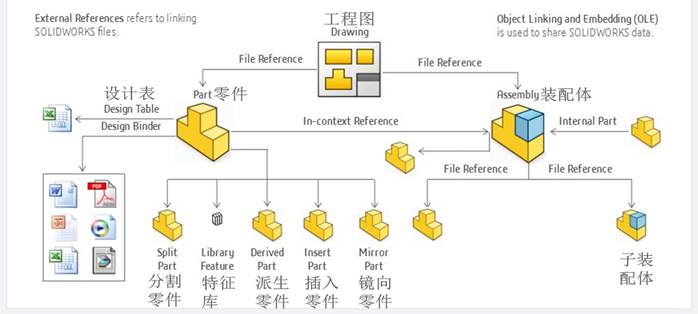 External References refers to linking
SOLIDWORKS files.
工程图
Drawing
Object Linking and Embedding (OLE)
is used to share SOLIDWORKS data.
File Reference
File Reference
设计表
Design Table
Design Binder
Part零件
In-context Reference
Assembly装配体
Internal Part
File Reference
File Reference
PDF
Split
Part
分割
零件
Library
Feature
特征
库
Derived
Part
派生
零件
Insert
Part
插入
零件
Mirror
Part
镜向
零件
子装
配体